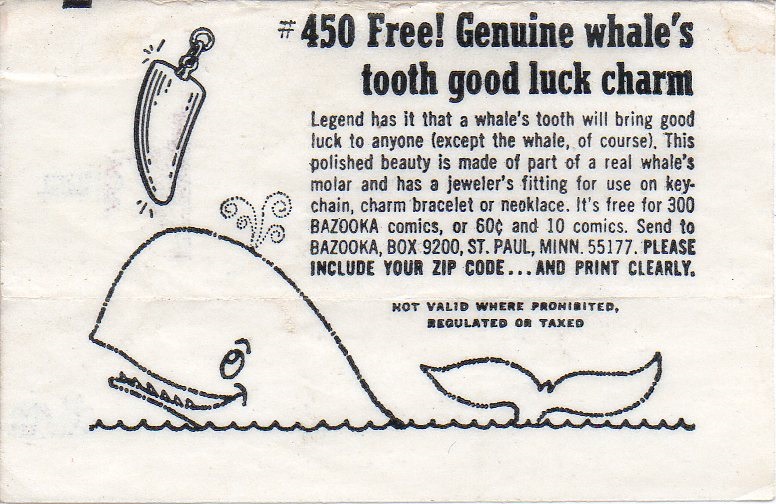 #450 Free! Genuine whale's
tooth good luck charm
Legend has it that a whale's tooth will bring good
luck to anyone (except the whale, of course). This
polished beauty is made of part of a real whale's
molar and has a jeweler's fitting for use on key-
chain, charm bracelet or necklace. It's free for 300
BAZOOKA comics, or 60¢ and 10 comics. Send to
BAZOOKA, BOX 9200, ST. PAUL, MINN. 55177. PLEASE
INCLUDE YOUR ZIP CODE...AND PRINT CLEARLY.
NOT VALID WHERE PROHIBITED,
REGULATED OR TAXED